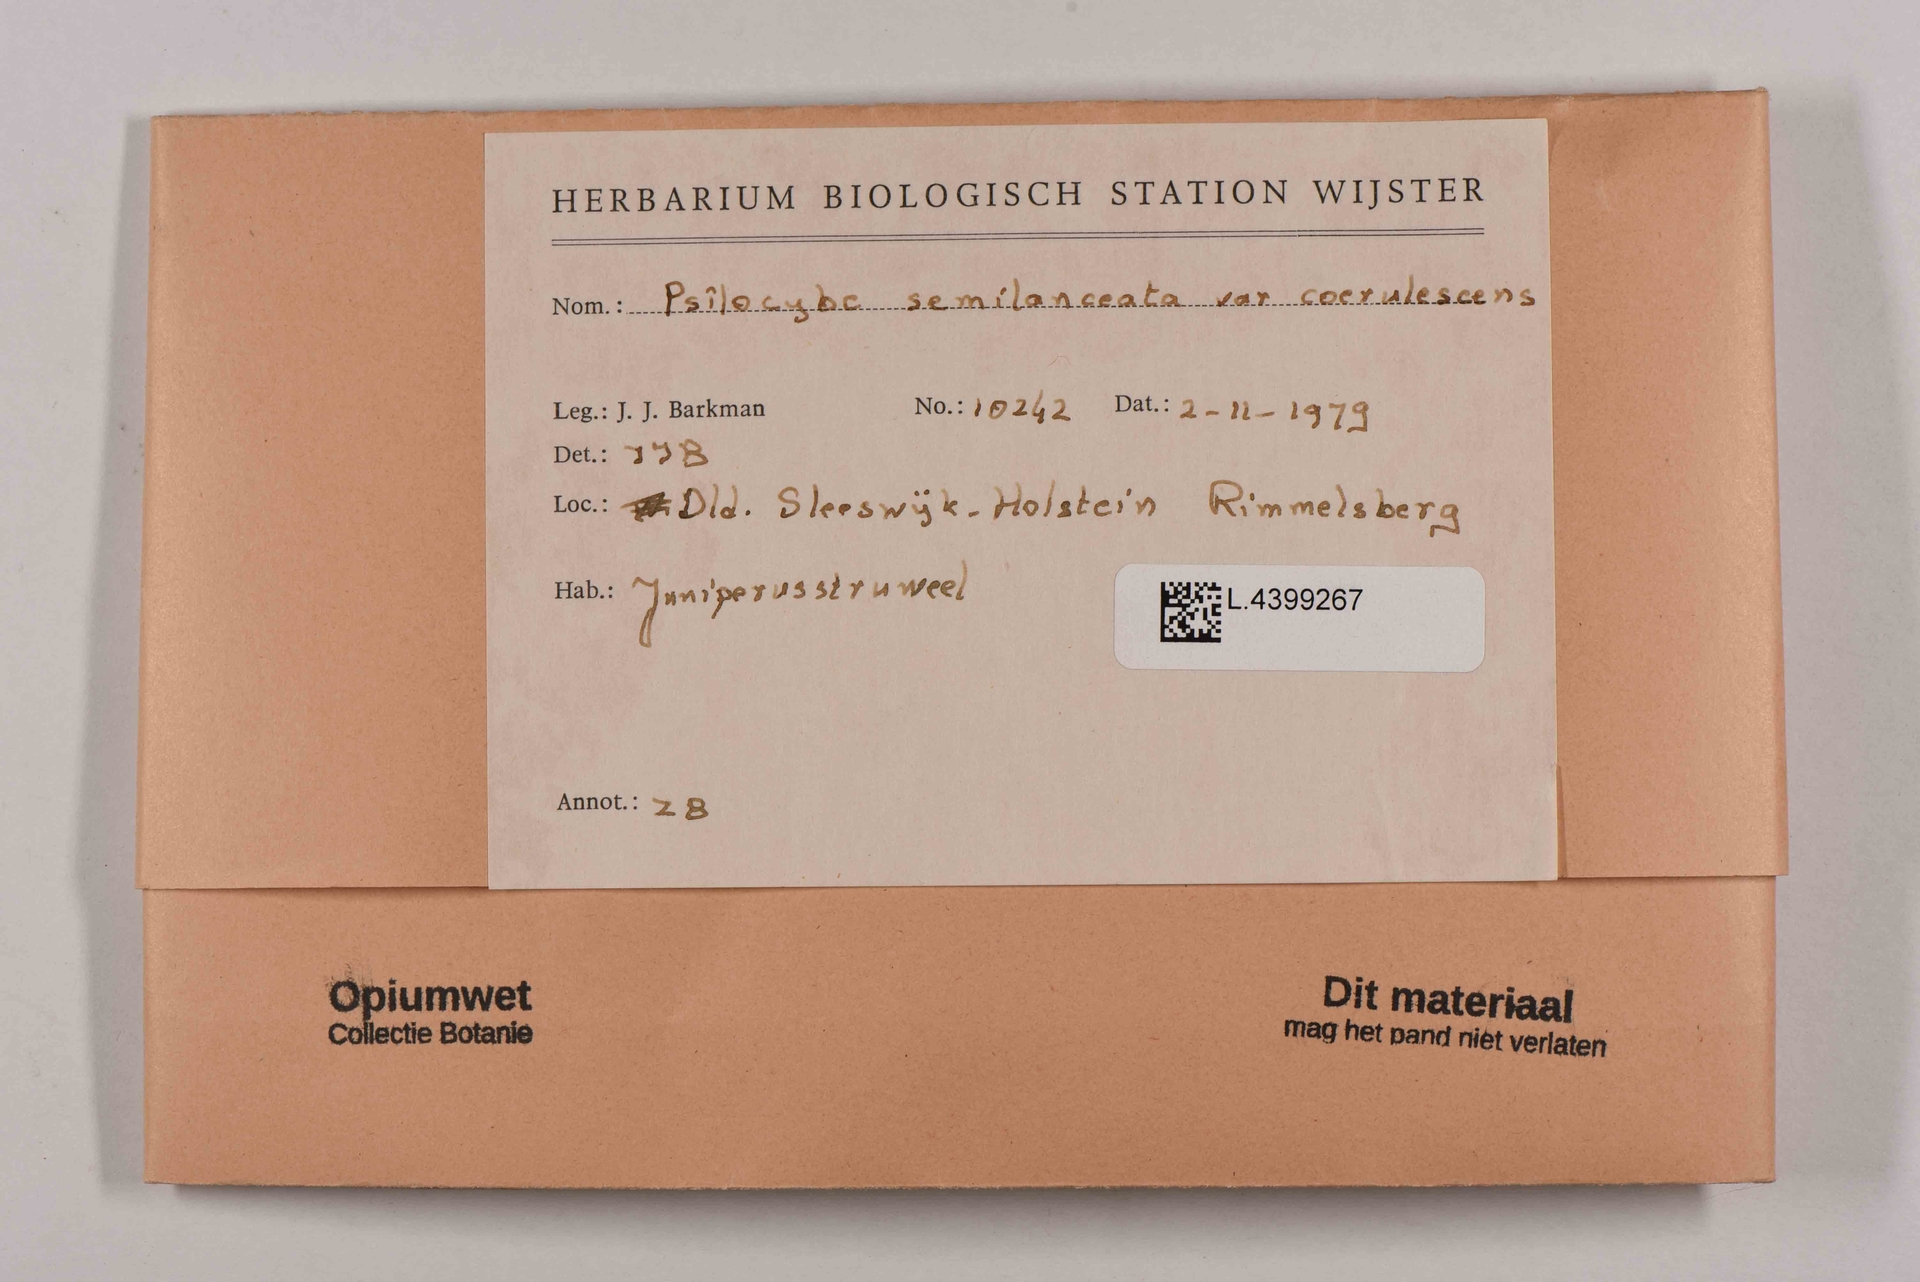 HERBARIUM BIOLOGISCH STATION WIJSTER
Nom.: Psilocybe semilanceata var coerulescens
Leg.: J. J. Barkman No.: 10242 Dat.: 2-11-1979
Det.: JJB
Loc.: Dld. Sleeswijk-Holstein Rimmelsberg
Hab.: Juniperusstruweel
L.4399267
Annot.: ZB
Opiumwet
Collectie Botanie
Dit materiaal
mag het pand niet verlaten